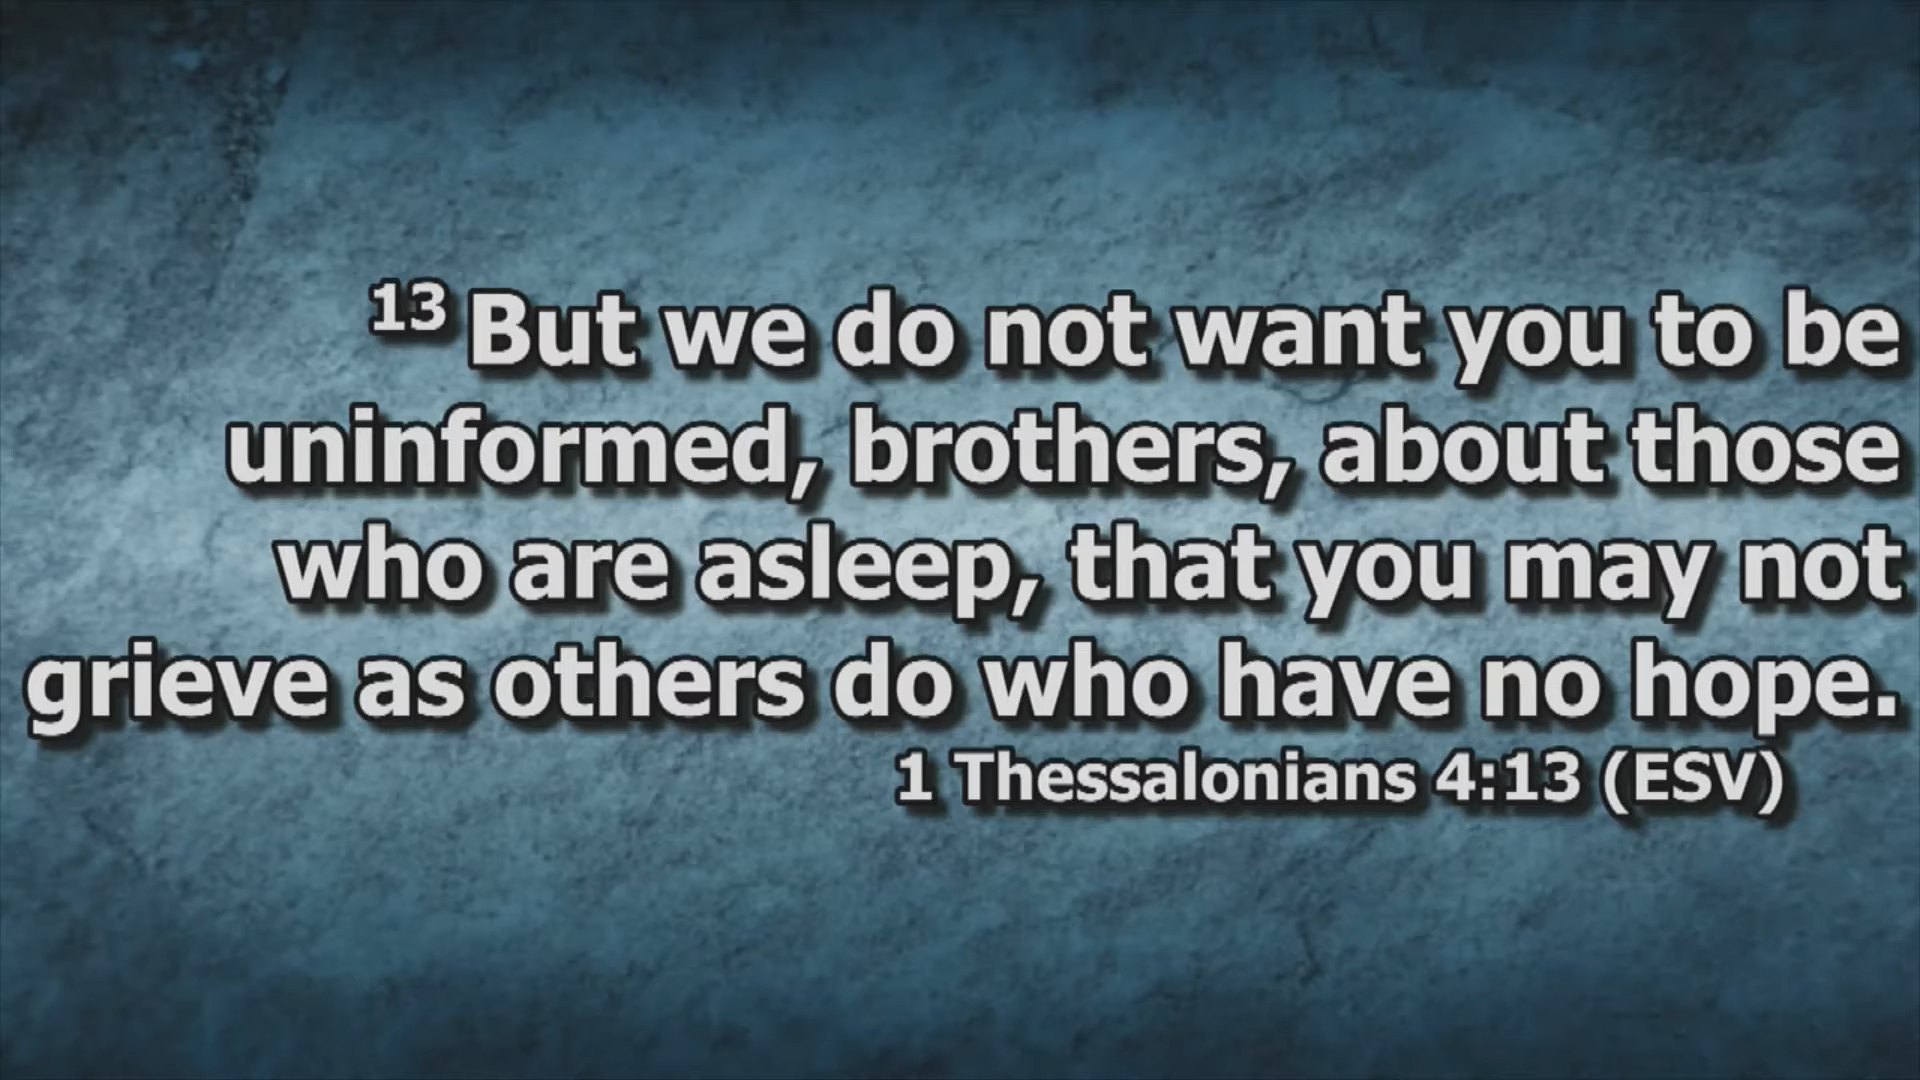 13 But we do not want you to be
uninformed, brothers, about those
who are asleep, that you may not
grieve as others do who have no hope.
1 Thessalonians 4:13 (ESV)